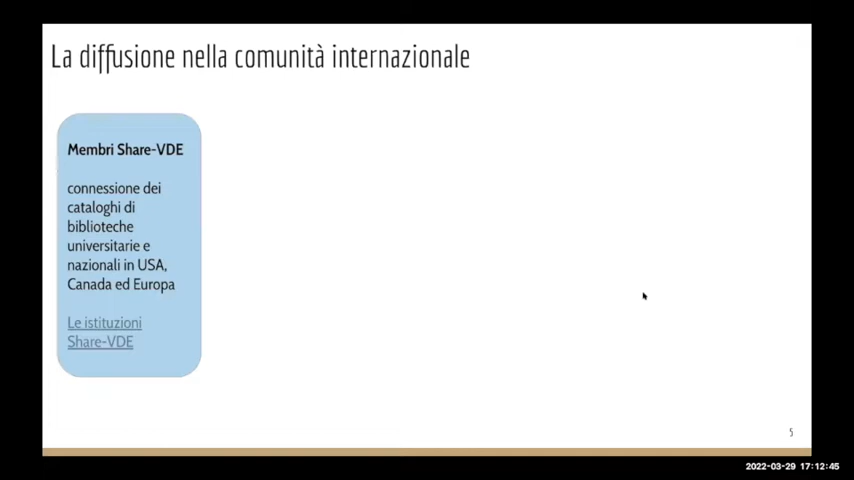 La diffusione nella comunità internazionale
Membri Share-VDE
connessione dei
cataloghi di
biblioteche
universitarie e
nazionali in USA,
Canada ed Europa
Le istituzioni
Share-VDE
5
2022-03-29 17:12:45